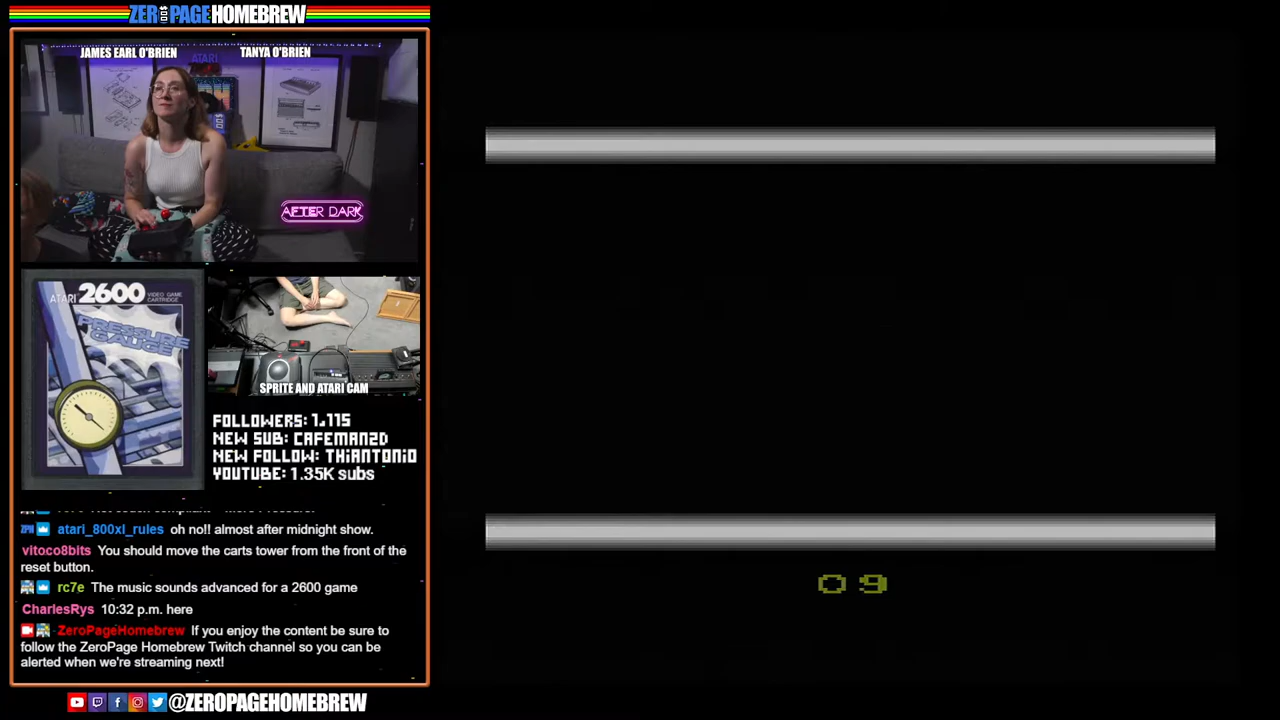 ZEROPAGE HOMEBREW
JAMES EARL O'BRIEN
TANYA O'BRIEN
ATARI
AFTER DARK
ATARI 2600 VIDEO GAME CARTRIDGE
PRESSURE GAUGE
SPRITE AND ATARI CAM
FOLLOWERS: 1,115
NEW SUB: CAFEMAN2D
NEW FOLLOW: THiANTONiO
YOUTUBE: 1.35K subs
atari_800xl_rules oh no!! almost after midnight show.
vitoco8bits You should move the carts tower from the front of the
reset button.
rc7e The music sounds advanced for a 2600 game
CharlesRys 10:32 p.m. here
ZeroPageHomebrew If you enjoy the content be sure to
follow the ZeroPage Homebrew Twitch channel so you can be
alerted when we're streaming next!
09
@ZEROPAGEHOMEBREW